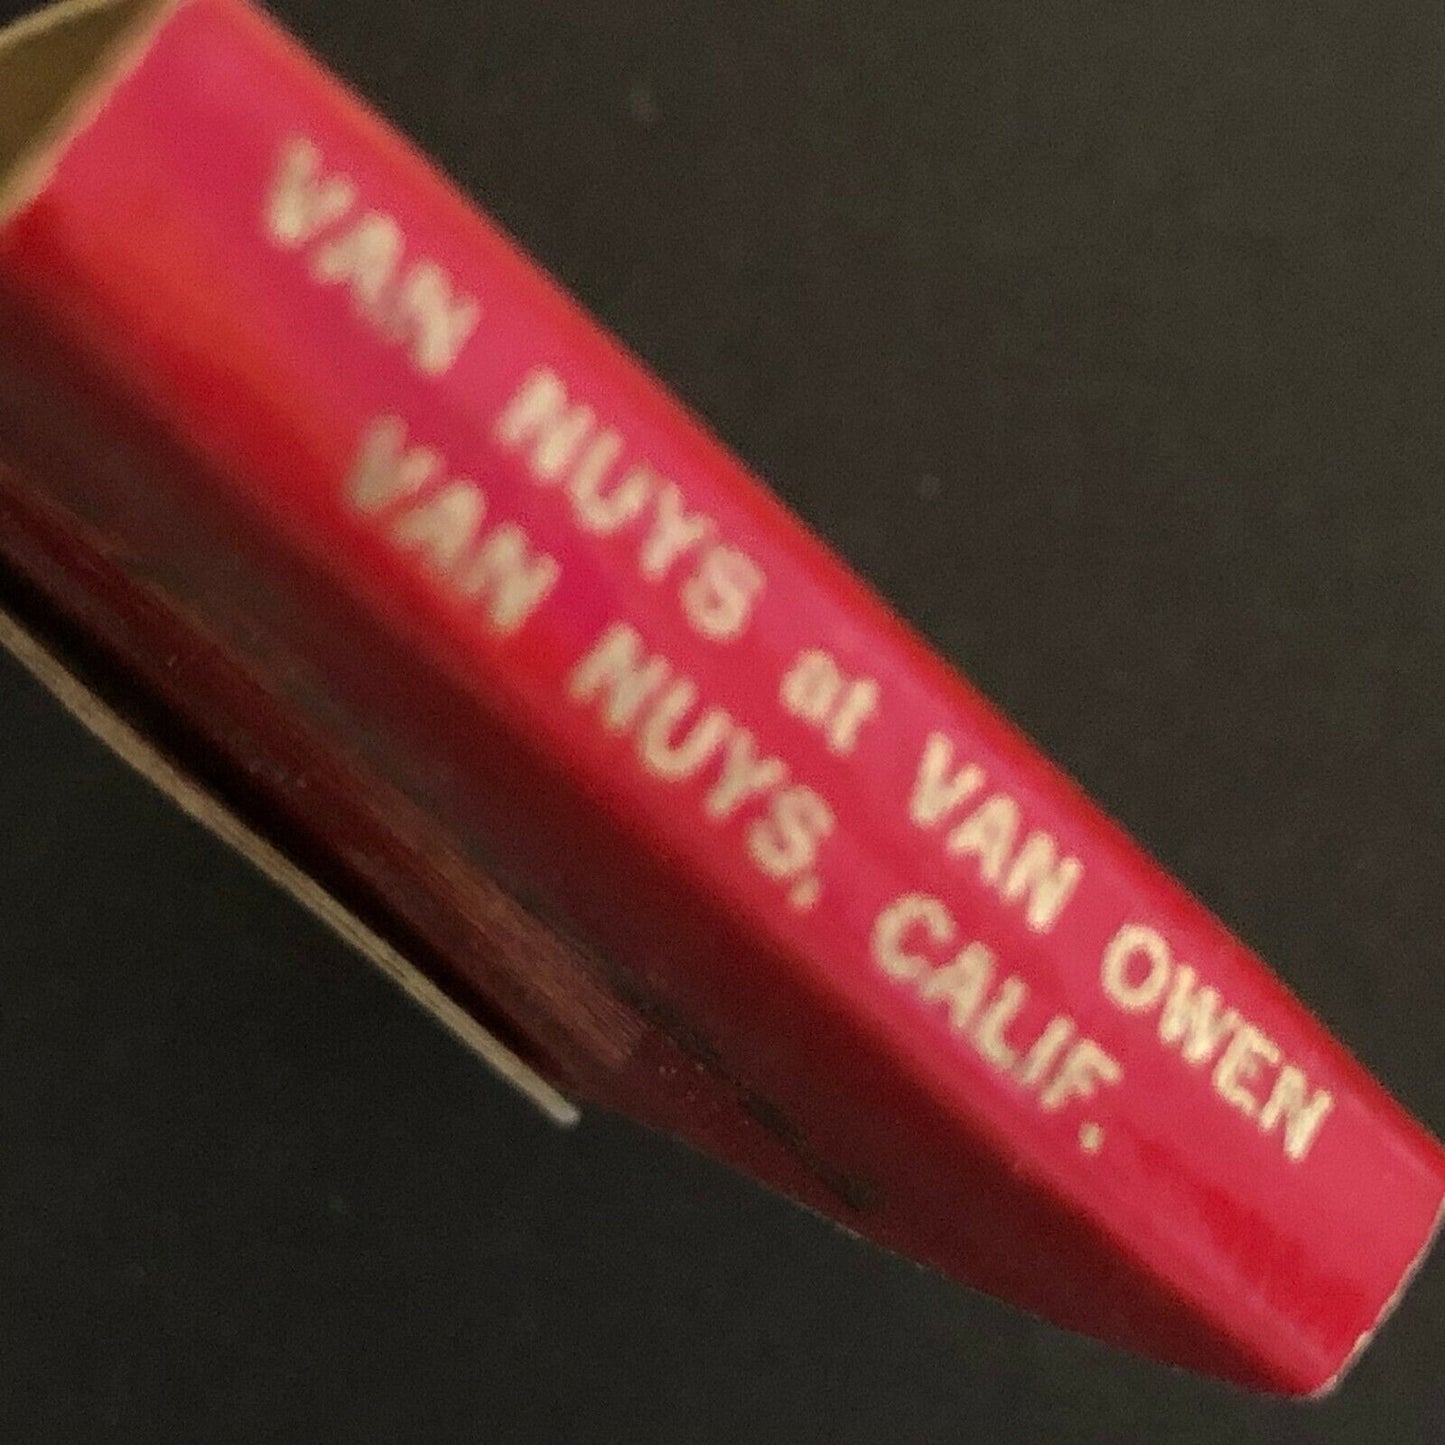 VAN NUYS at VAN OWEN
VAN NUYS, CALIF.